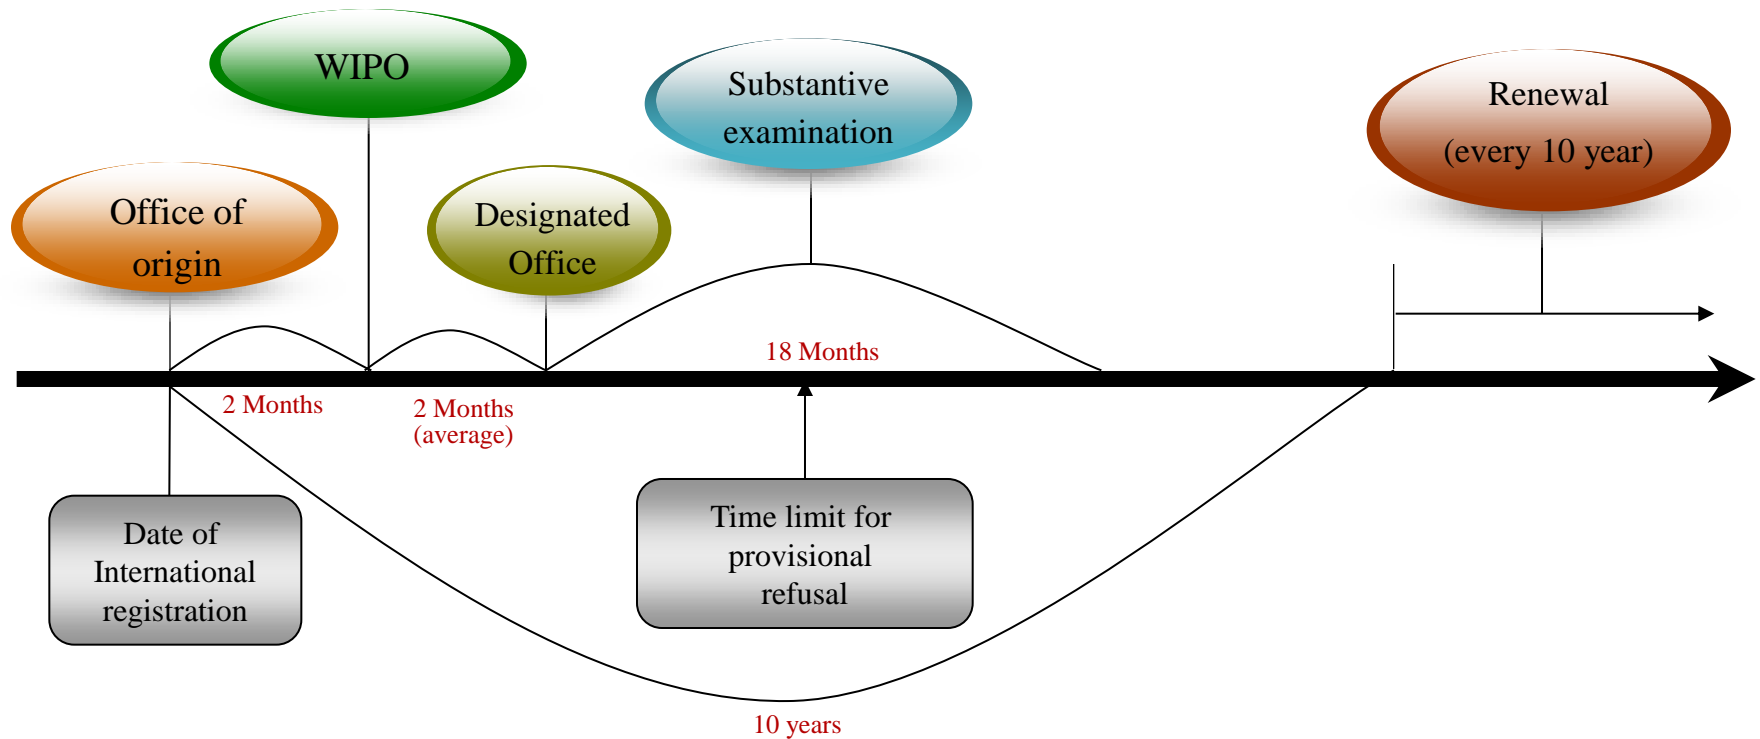 WIPO
Substantive
examination
Renewal
(every 10 year)
Office of
origin
Designated
Office
18 Months
2 Months
2 Months
(average)
Date of
International
registration
Time limit for
provisional
refusal
10 years